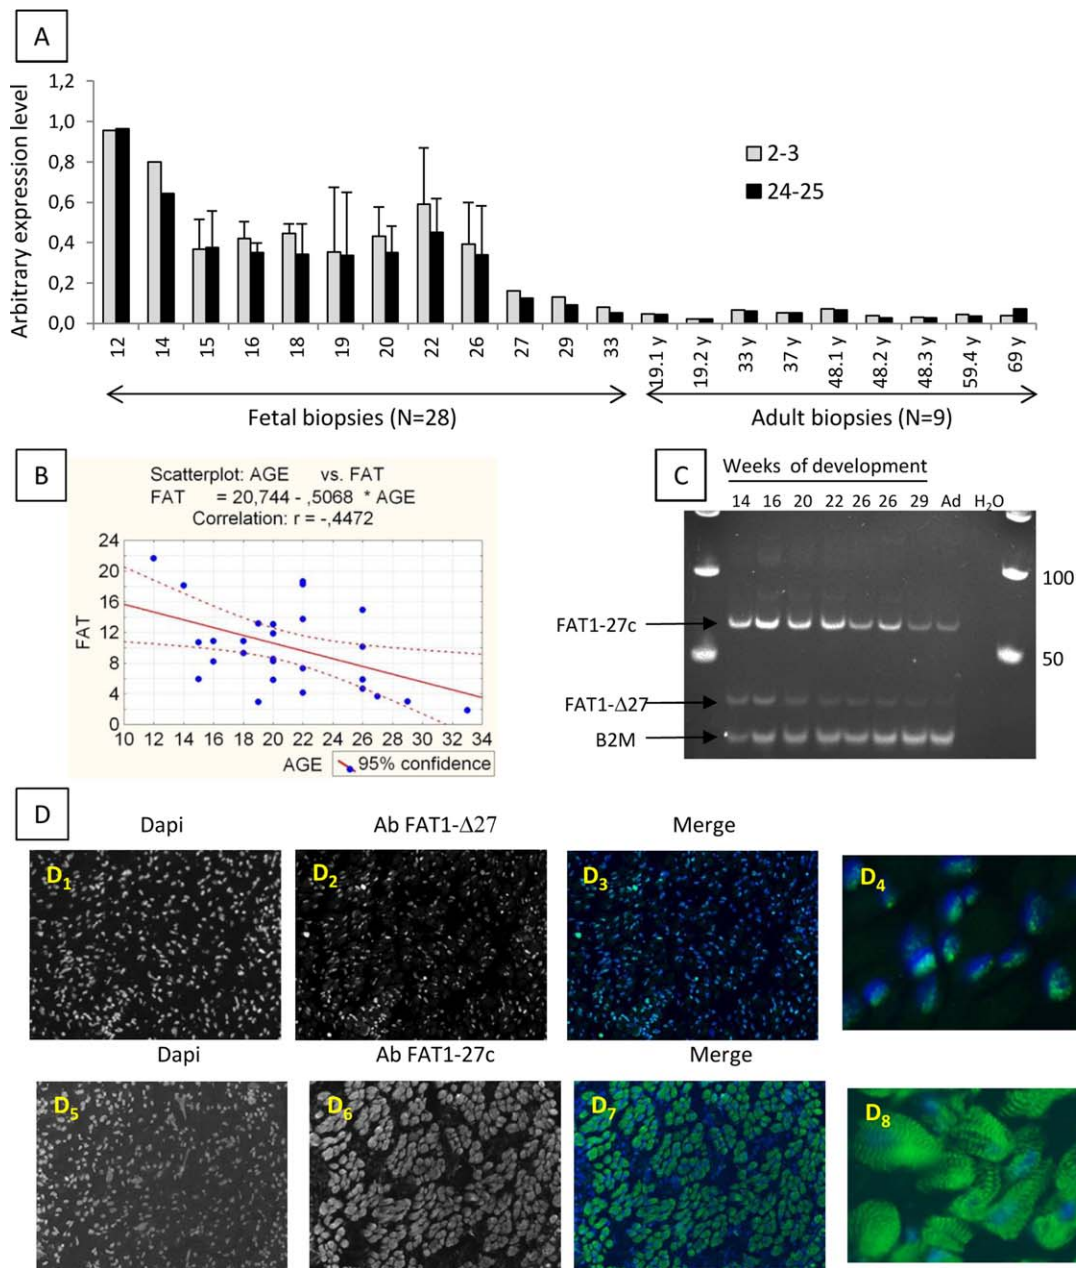 A
Arbitrary expression level
1,2
1,0
0,8
0,6
0,4
0,2
0,0
2-3
24-25
12 14 15 16 18 19 20 22 26 27 29 33 19.1 y 19.2 y 33 y 37 y 48.1 y 48.2 y 48.3 y 59.4 y 69 y
Fetal biopsies (N=28) Adult biopsies (N=9)
B
Scatterplot: AGE vs. FAT
FAT = 20,744 - ,5068 * AGE
Correlation: r = -,4472
FAT
24
20
16
12
8
4
0
10 12 14 16 18 20 22 24 26 28 30 32 34
AGE 95% confidence
C
Weeks of development
14 16 20 22 26 26 29 Ad H₂O
100
FAT1-27c
50
FAT1-Δ27
B2M
D
Dapi Ab FAT1-Δ27 Merge
D₁ D₂ D₃ D₄
Dapi Ab FAT1-27c Merge
D₅ D₆ D₇ D₈